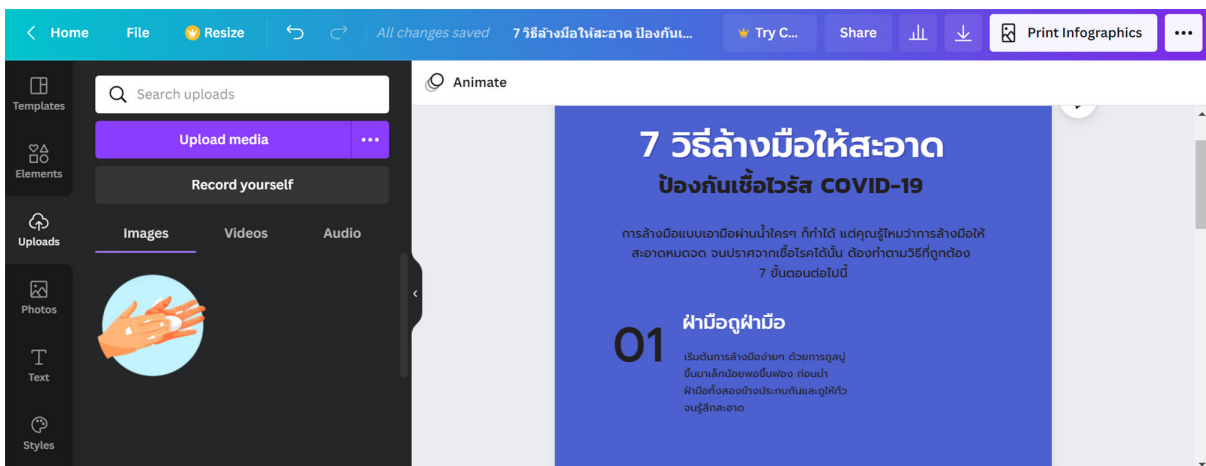 Home File Resize All changes saved 7 วิธีล้างมือให้สะอาด ป้องกันเ... Try C... Share Print Infographics
Templates
Elements
Uploads
Photos
Text
Styles
Search uploads
Upload media
Record yourself
Images Videos Audio
Animate
7 วิธีล้างมือให้สะอาด
ป้องกันเชื้อไวรัส COVID-19
การล้างมือแบบเอามือผ่านน้ำใครๆ ก็ทำได้ แต่คุณรู้ไหมว่าการล้างมือให้
สะอาดหมดจด จนปราศจากเชื้อโรคได้นั้น ต้องทำตามวิธีที่ถูกต้อง
7 ขั้นตอนต่อไปนี้
01
ฝ่ามือถูฝ่ามือ
เริ่มต้นการล้างมือง่ายๆ ด้วยการถูสบู่
ขึ้นมาเล็กน้อยพอขึ้นฟอง ก่อนนำ
ฝ่ามือทั้งสองข้างประกบกันและถูให้ทั่ว
จนรู้สึกสะอาด